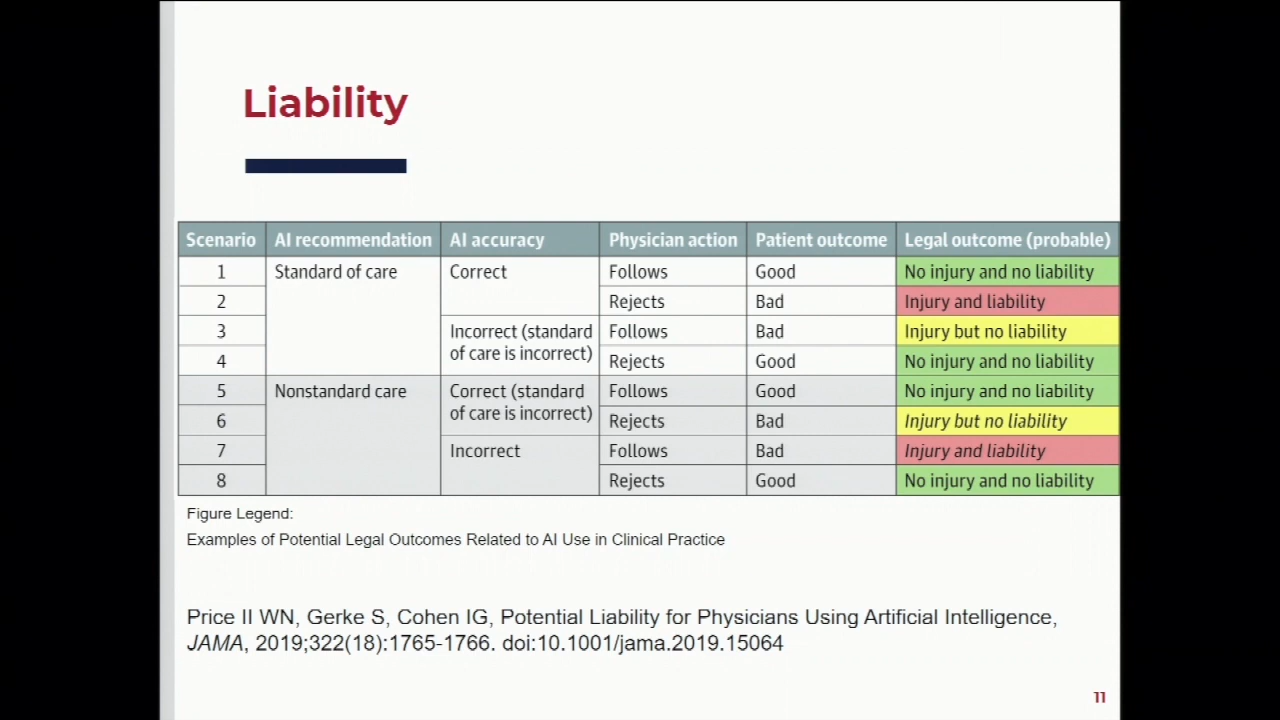 Liability
Scenario AI recommendation AI accuracy Physician action Patient outcome Legal outcome (probable)
1 Standard of care Correct Follows Good No injury and no liability
2 Rejects Bad Injury and liability
3 Incorrect (standard of care is incorrect) Follows Bad Injury but no liability
4 Rejects Good No injury and no liability
5 Nonstandard care Correct (standard of care is incorrect) Follows Good No injury and no liability
6 Rejects Bad Injury but no liability
7 Incorrect Follows Bad Injury and liability
8 Rejects Good No injury and no liability
Figure Legend:
Examples of Potential Legal Outcomes Related to AI Use in Clinical Practice
Price II WN, Gerke S, Cohen IG, Potential Liability for Physicians Using Artificial Intelligence,
JAMA, 2019;322(18):1765-1766. doi:10.1001/jama.2019.15064
11